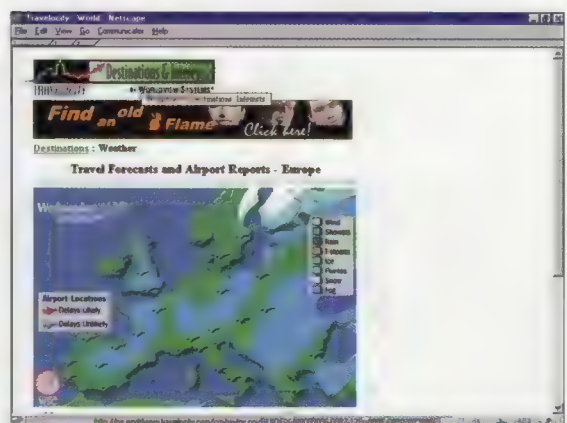 Travelocity World Netscape
File Edit View Go Communicator Help
Destinations &
Worldview Systems
Find an old Flame Click here!
Destinations : Weather
Travel Forecasts and Airport Reports - Europe
Wind
Showers
Rain
T-storms
Ice
Flurries
Snow
Fog
Airport Locations
Delays Likely
Delays Unlikely